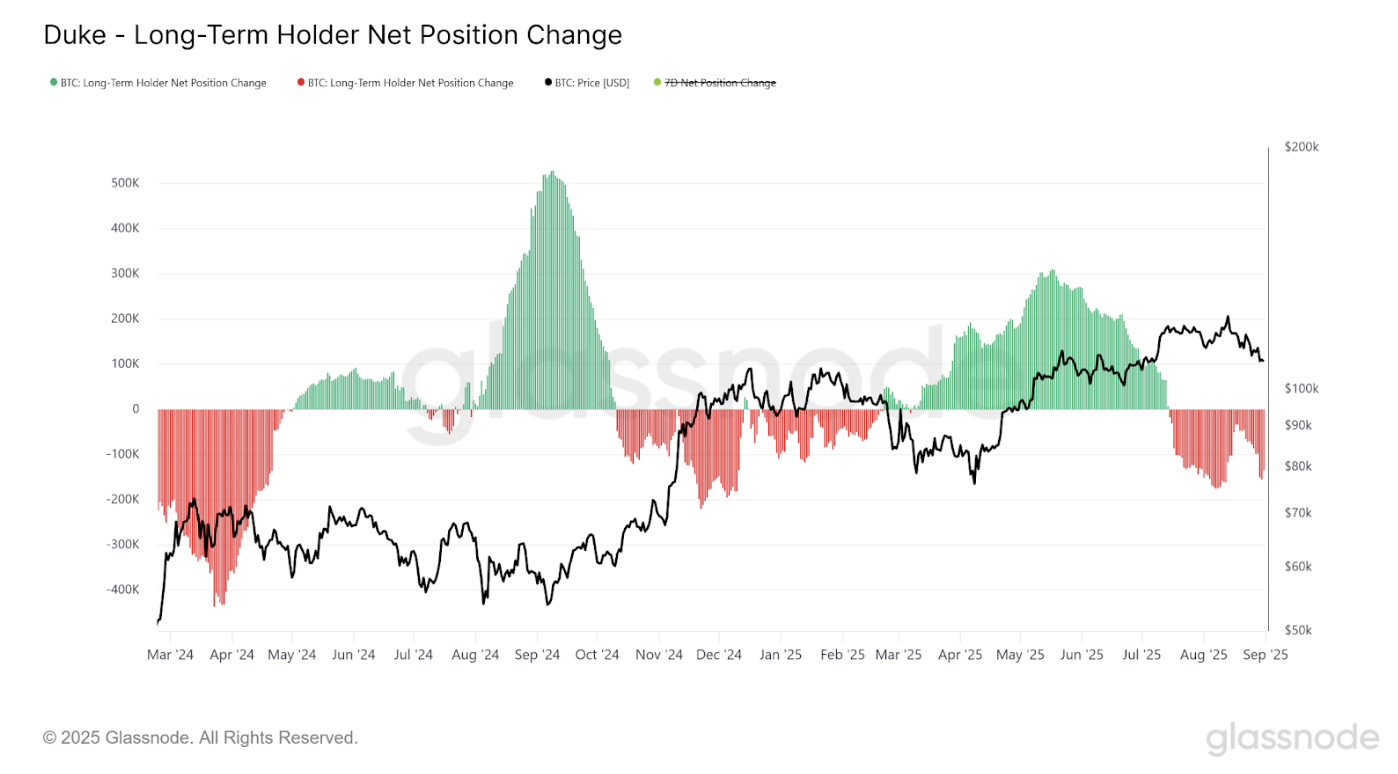 Duke - Long-Term Holder Net Position Change
BTC: Long-Term Holder Net Position Change BTC: Long-Term Holder Net Position Change BTC: Price [USD] 7D Net Position Change
$200k
500K
400K
300K
200K
100K
0
-100K
-200K
-300K
-400K
$100k
$90k
$80k
$70k
$60k
$50k
glassnode
Mar '24 Apr '24 May '24 Jun '24 Jul '24 Aug '24 Sep '24 Oct '24 Nov '24 Dec '24 Jan '25 Feb '25 Mar '25 Apr '25 May '25 Jun '25 Jul '25 Aug '25 Sep '25
© 2025 Glassnode. All Rights Reserved.
glassnode